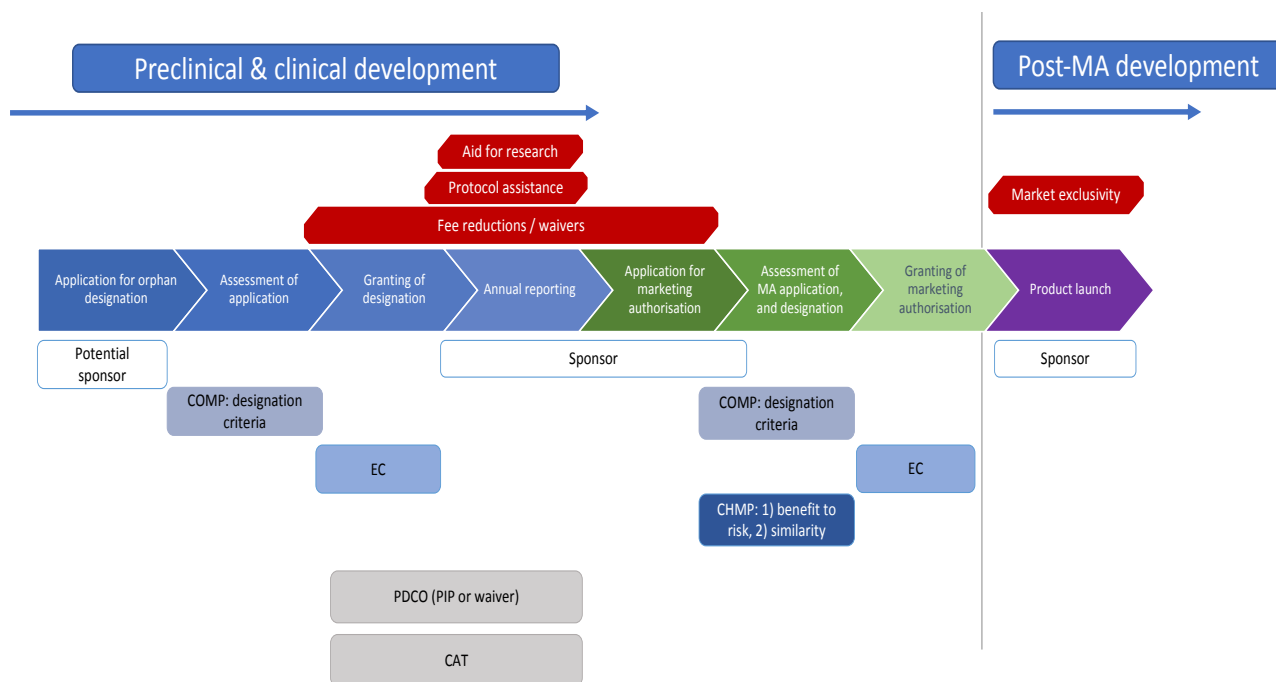 Preclinical & clinical development
Post-MA development
Aid for research
Protocol assistance
Market exclusivity
Fee reductions / waivers
Application for orphan
designation
Assessment of
application
Granting of
designation
Annual reporting
Application for
marketing
authorisation
Assessment of
MA application,
and designation
Granting of
marketing
authorisation
Product launch
Potential
sponsor
Sponsor
Sponsor
COMP: designation
criteria
COMP: designation
criteria
EC
EC
CHMP: 1) benefit to
risk, 2) similarity
PDCO (PIP or waiver)
CAT